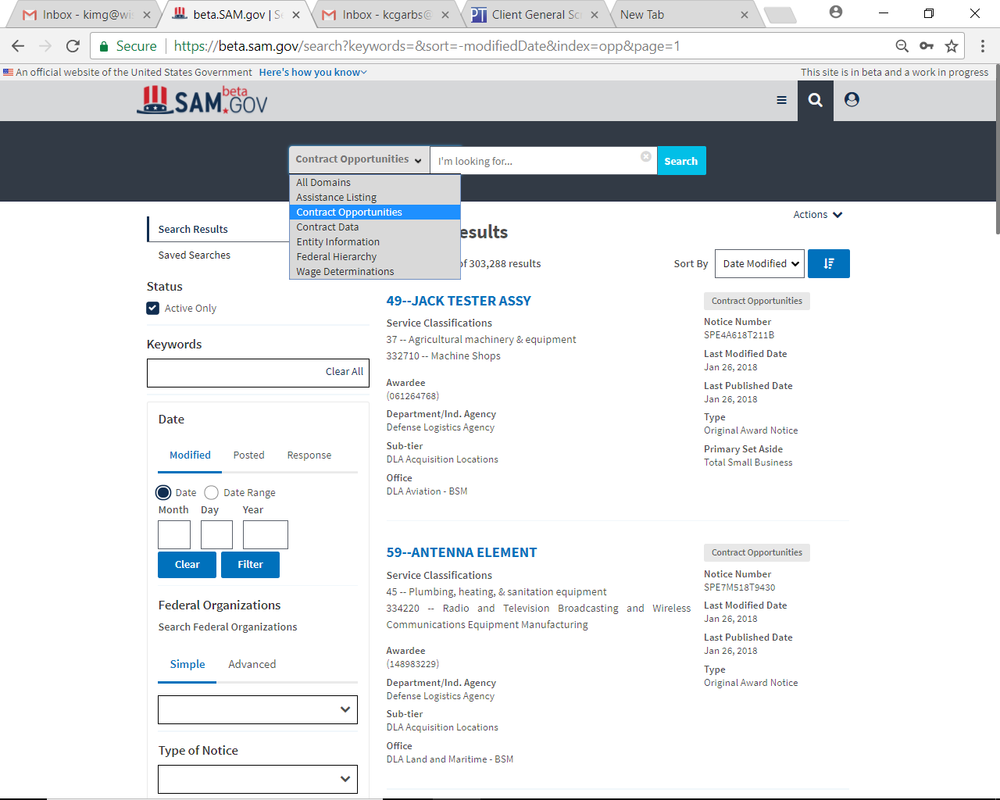 Inbox - kimg@wi
beta.SAM.gov | S
Inbox - kcgarbs@
Client General Sc
New Tab
Secure
https://beta.sam.gov/search?keywords=&sort=-modifiedDate&index=opp&page=1
An official website of the United States Government Here's how you know
This site is in beta and a work in progress
beta
SAM.GOV
Contract Opportunities
I'm looking for...
Search
All Domains
Assistance Listing
Contract Opportunities
Contract Data
Entity Information
Federal Hierarchy
Wage Determinations
Actions
Search Results
Saved Searches
esults
of 303,288 results
Sort By
Date Modified
Status
Active Only
Keywords
Clear All
Date
Modified
Posted
Response
Date
Date Range
Month
Day
Year
Clear
Filter
Federal Organizations
Search Federal Organizations
Simple
Advanced
Type of Notice
49--JACK TESTER ASSY
Service Classifications
37 -- Agricultural machinery & equipment
332710 -- Machine Shops
Awardee
(061264768)
Department/Ind. Agency
Defense Logistics Agency
Sub-tier
DLA Acquisition Locations
Office
DLA Aviation - BSM
Contract Opportunities
Notice Number
SPE4A618T211B
Last Modified Date
Jan 26, 2018
Last Published Date
Jan 26, 2018
Type
Original Award Notice
Primary Set Aside
Total Small Business
59--ANTENNA ELEMENT
Service Classifications
45 -- Plumbing, heating, & sanitation equipment
334220 -- Radio and Television Broadcasting and Wireless
Communications Equipment Manufacturing
Awardee
(148983229)
Department/Ind. Agency
Defense Logistics Agency
Sub-tier
DLA Acquisition Locations
Office
DLA Land and Maritime - BSM
Contract Opportunities
Notice Number
SPE7M518T9430
Last Modified Date
Jan 26, 2018
Last Published Date
Jan 26, 2018
Type
Original Award Notice